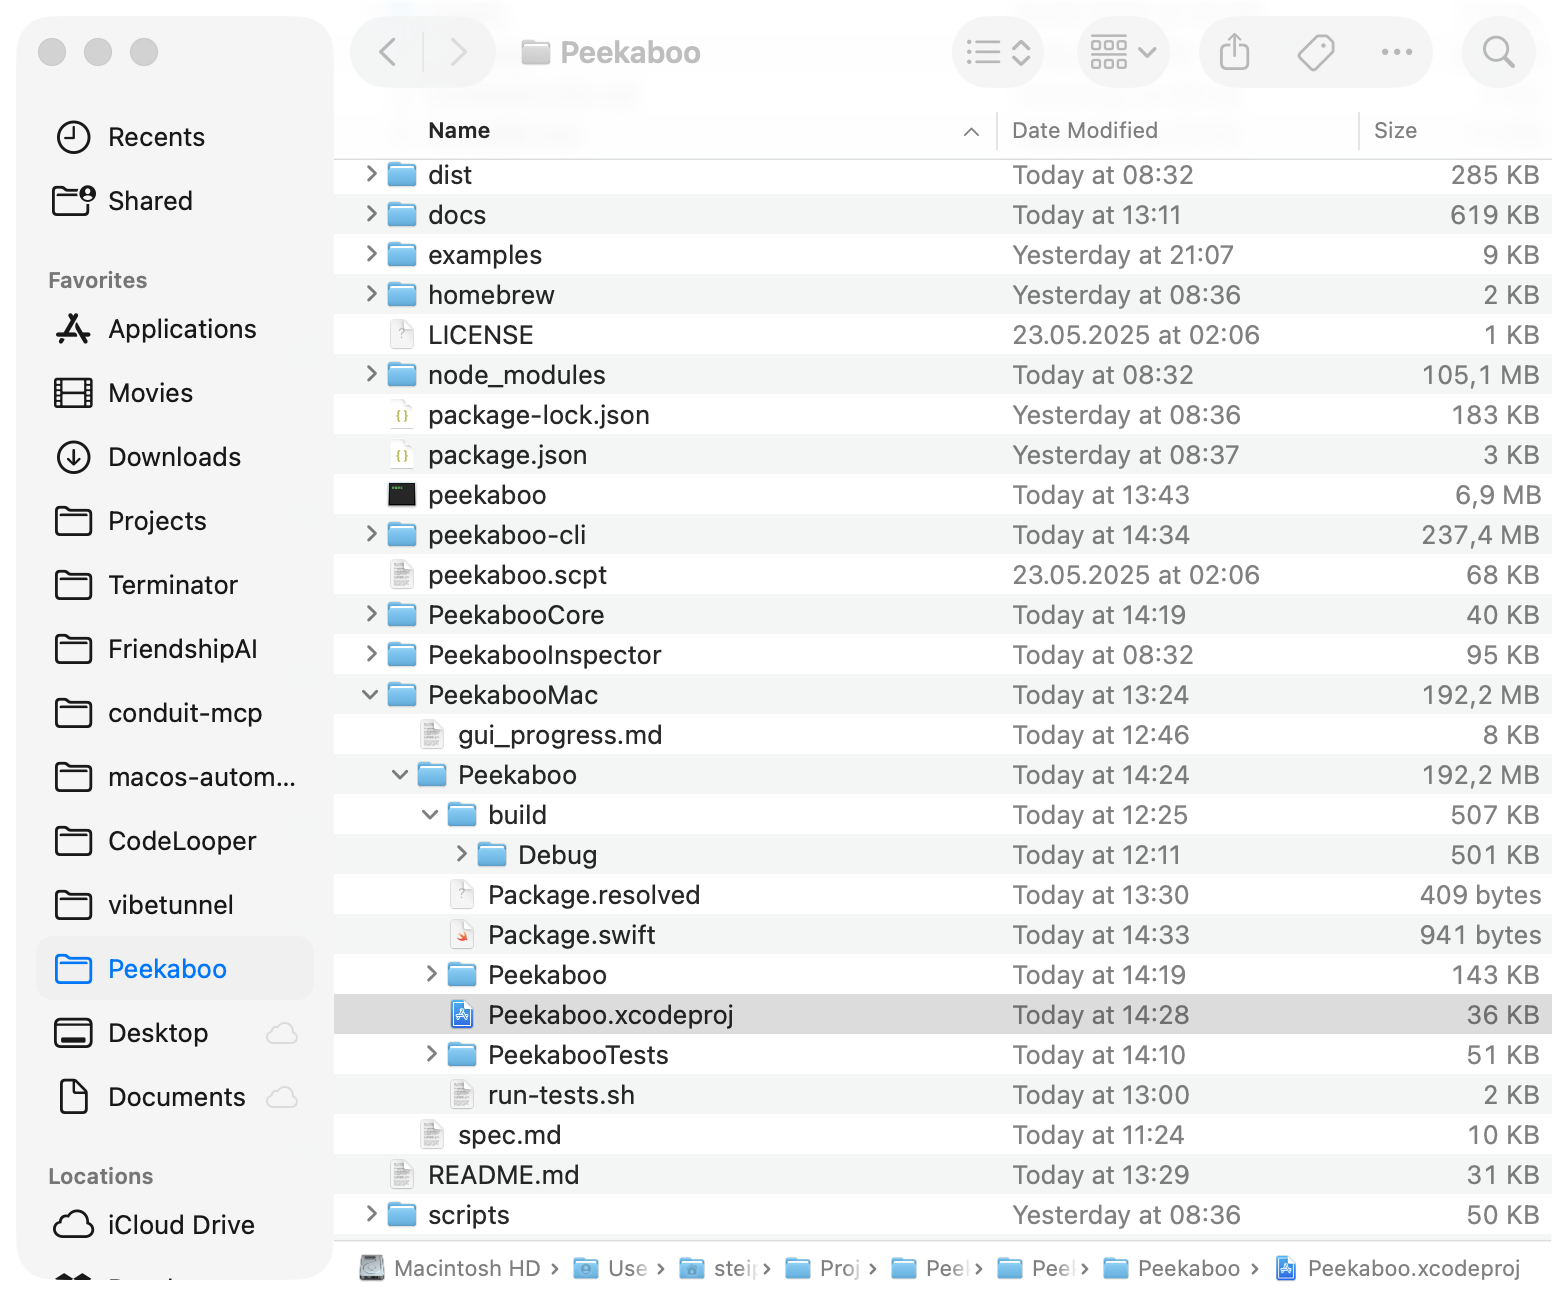 Peekaboo
Recents
Shared
Favorites
Applications
Movies
Downloads
Projects
Terminator
FriendshipAI
conduit-mcp
macos-autom...
CodeLooper
vibetunnel
Peekaboo
Desktop
Documents
Locations
iCloud Drive
Name Date Modified Size
dist Today at 08:32 285 KB
docs Today at 13:11 619 KB
examples Yesterday at 21:07 9 KB
homebrew Yesterday at 08:36 2 KB
LICENSE 23.05.2025 at 02:06 1 KB
node_modules Today at 08:32 105,1 MB
package-lock.json Yesterday at 08:36 183 KB
package.json Yesterday at 08:37 3 KB
peekaboo Today at 13:43 6,9 MB
peekaboo-cli Today at 14:34 237,4 MB
peekaboo.scpt 23.05.2025 at 02:06 68 KB
PeekabooCore Today at 14:19 40 KB
PeekabooInspector Today at 08:32 95 KB
PeekabooMac Today at 13:24 192,2 MB
gui_progress.md Today at 12:46 8 KB
Peekaboo Today at 14:24 192,2 MB
build Today at 12:25 507 KB
Debug Today at 12:11 501 KB
Package.resolved Today at 13:30 409 bytes
Package.swift Today at 14:33 941 bytes
Peekaboo Today at 14:19 143 KB
Peekaboo.xcodeproj Today at 14:28 36 KB
PeekabooTests Today at 14:10 51 KB
run-tests.sh Today at 13:00 2 KB
spec.md Today at 11:24 10 KB
README.md Today at 13:29 31 KB
scripts Yesterday at 08:36 50 KB
Macintosh HD › Use › steip › Proj › Peel › Peel › Peekaboo › Peekaboo.xcodeproj